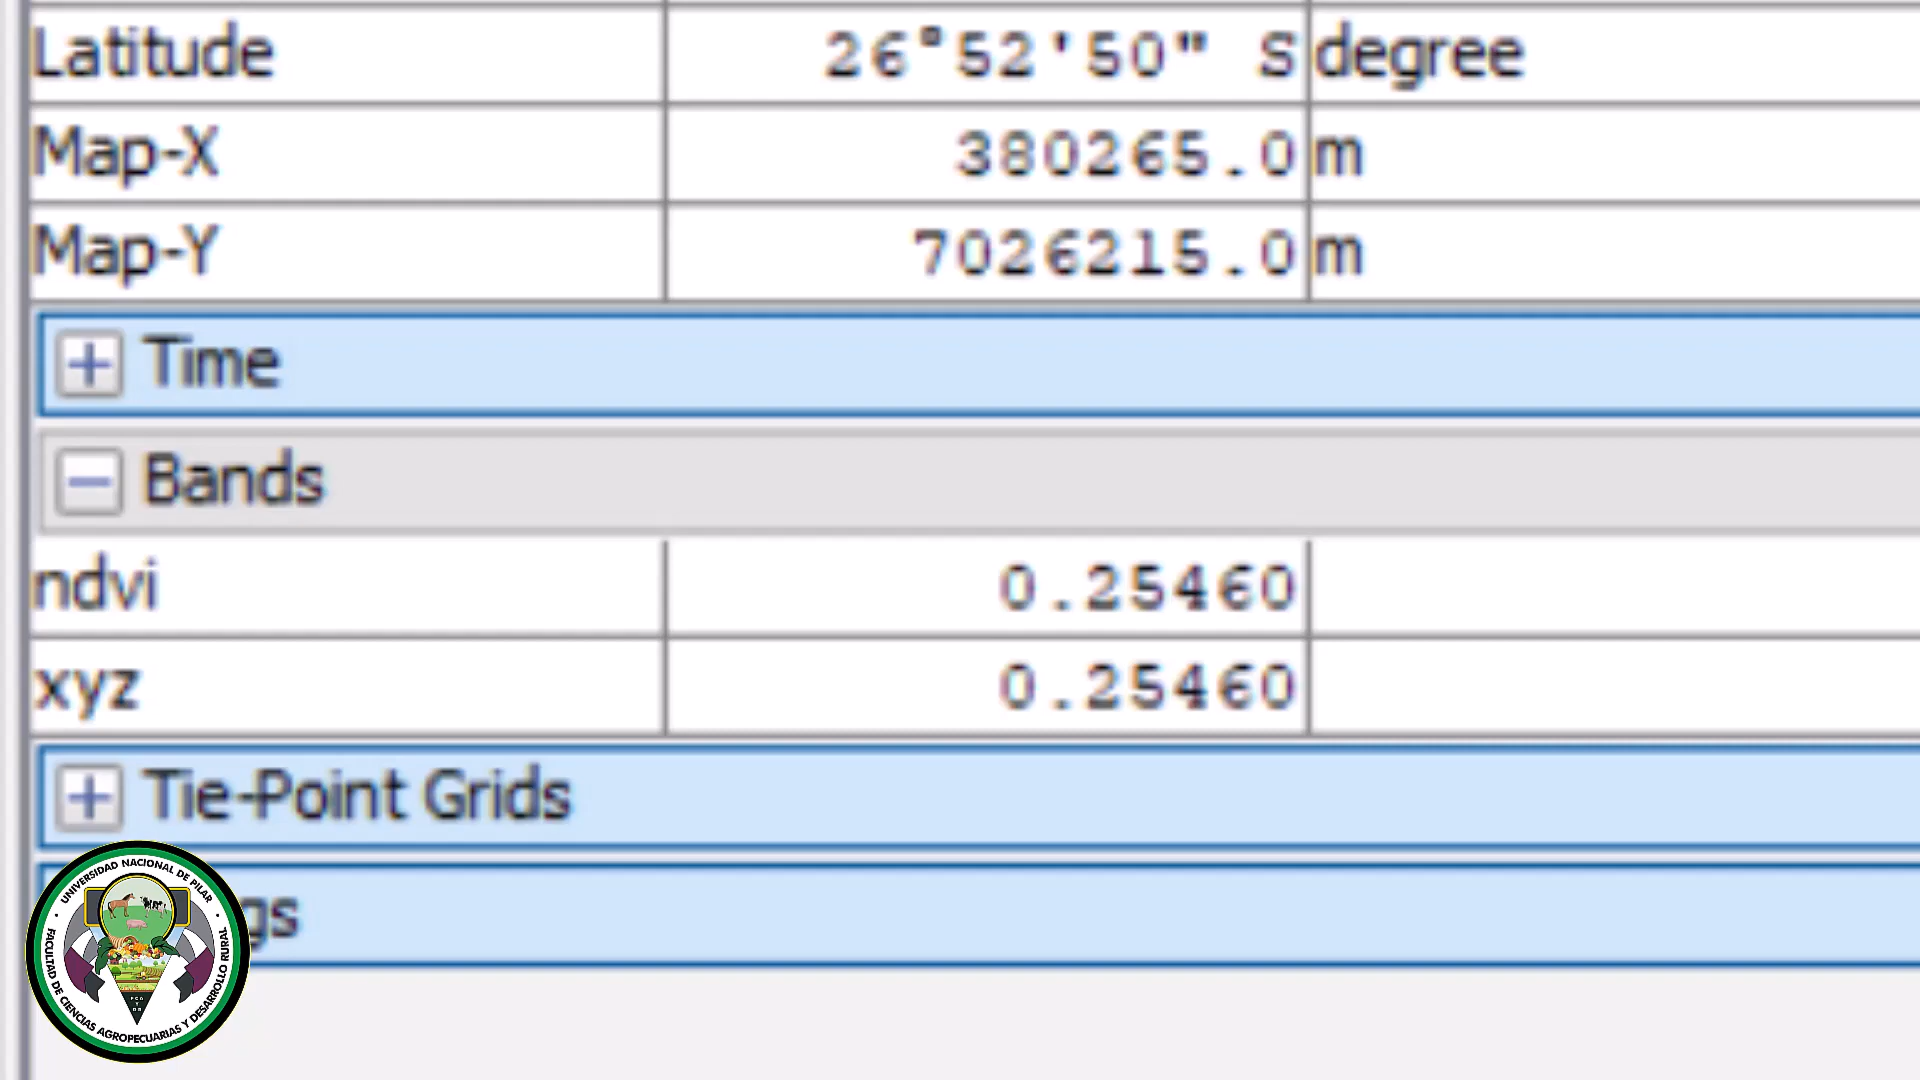 Latitude 26°52'50" S degree
Map-X 380265.0 m
Map-Y 7026215.0 m
+ Time
− Bands
ndvi 0.25460
xyz 0.25460
+ Tie-Point Grids
gs
UNIVERSIDAD NACIONAL DE PILAR
FACULTAD DE CIENCIAS AGROPECUARIAS Y DESARROLLO RURAL